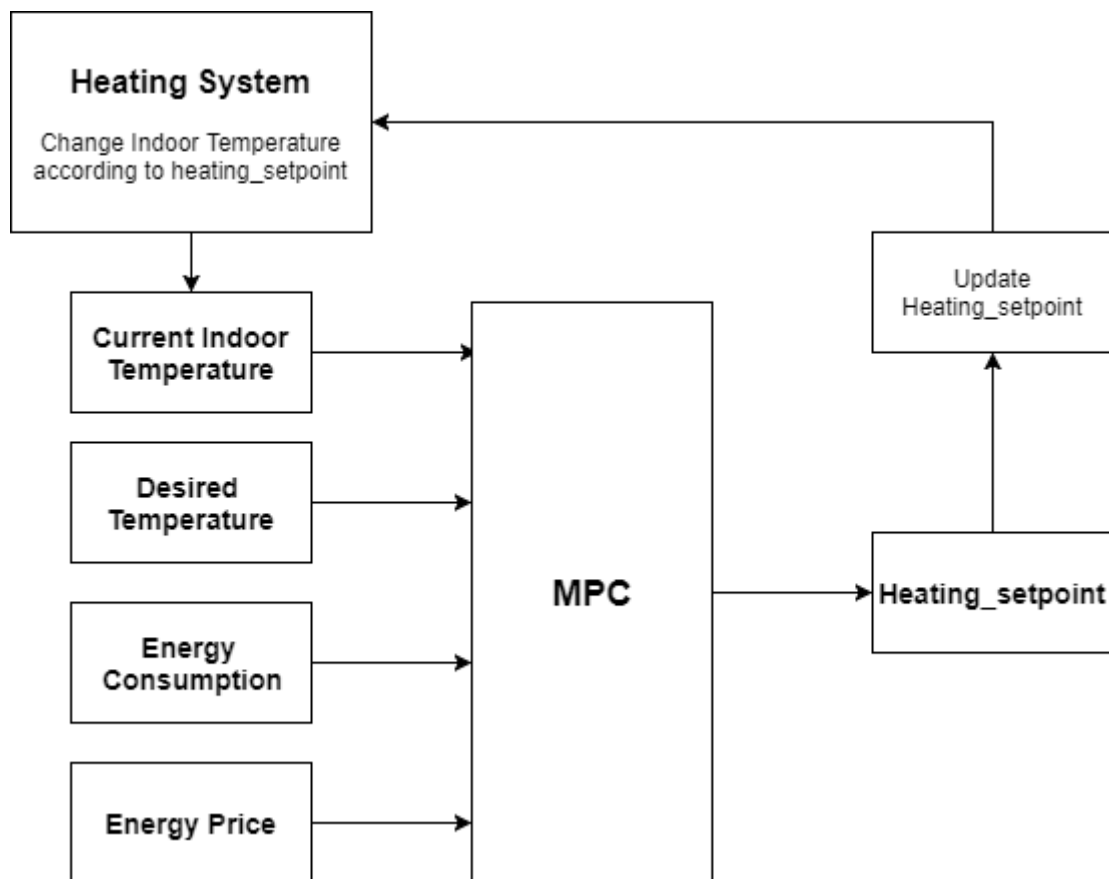 Heating System
Change Indoor Temperature
according to heating_setpoint
Update
Heating_setpoint
Current Indoor
Temperature
Desired
Temperature
MPC
Heating_setpoint
Energy
Consumption
Energy Price